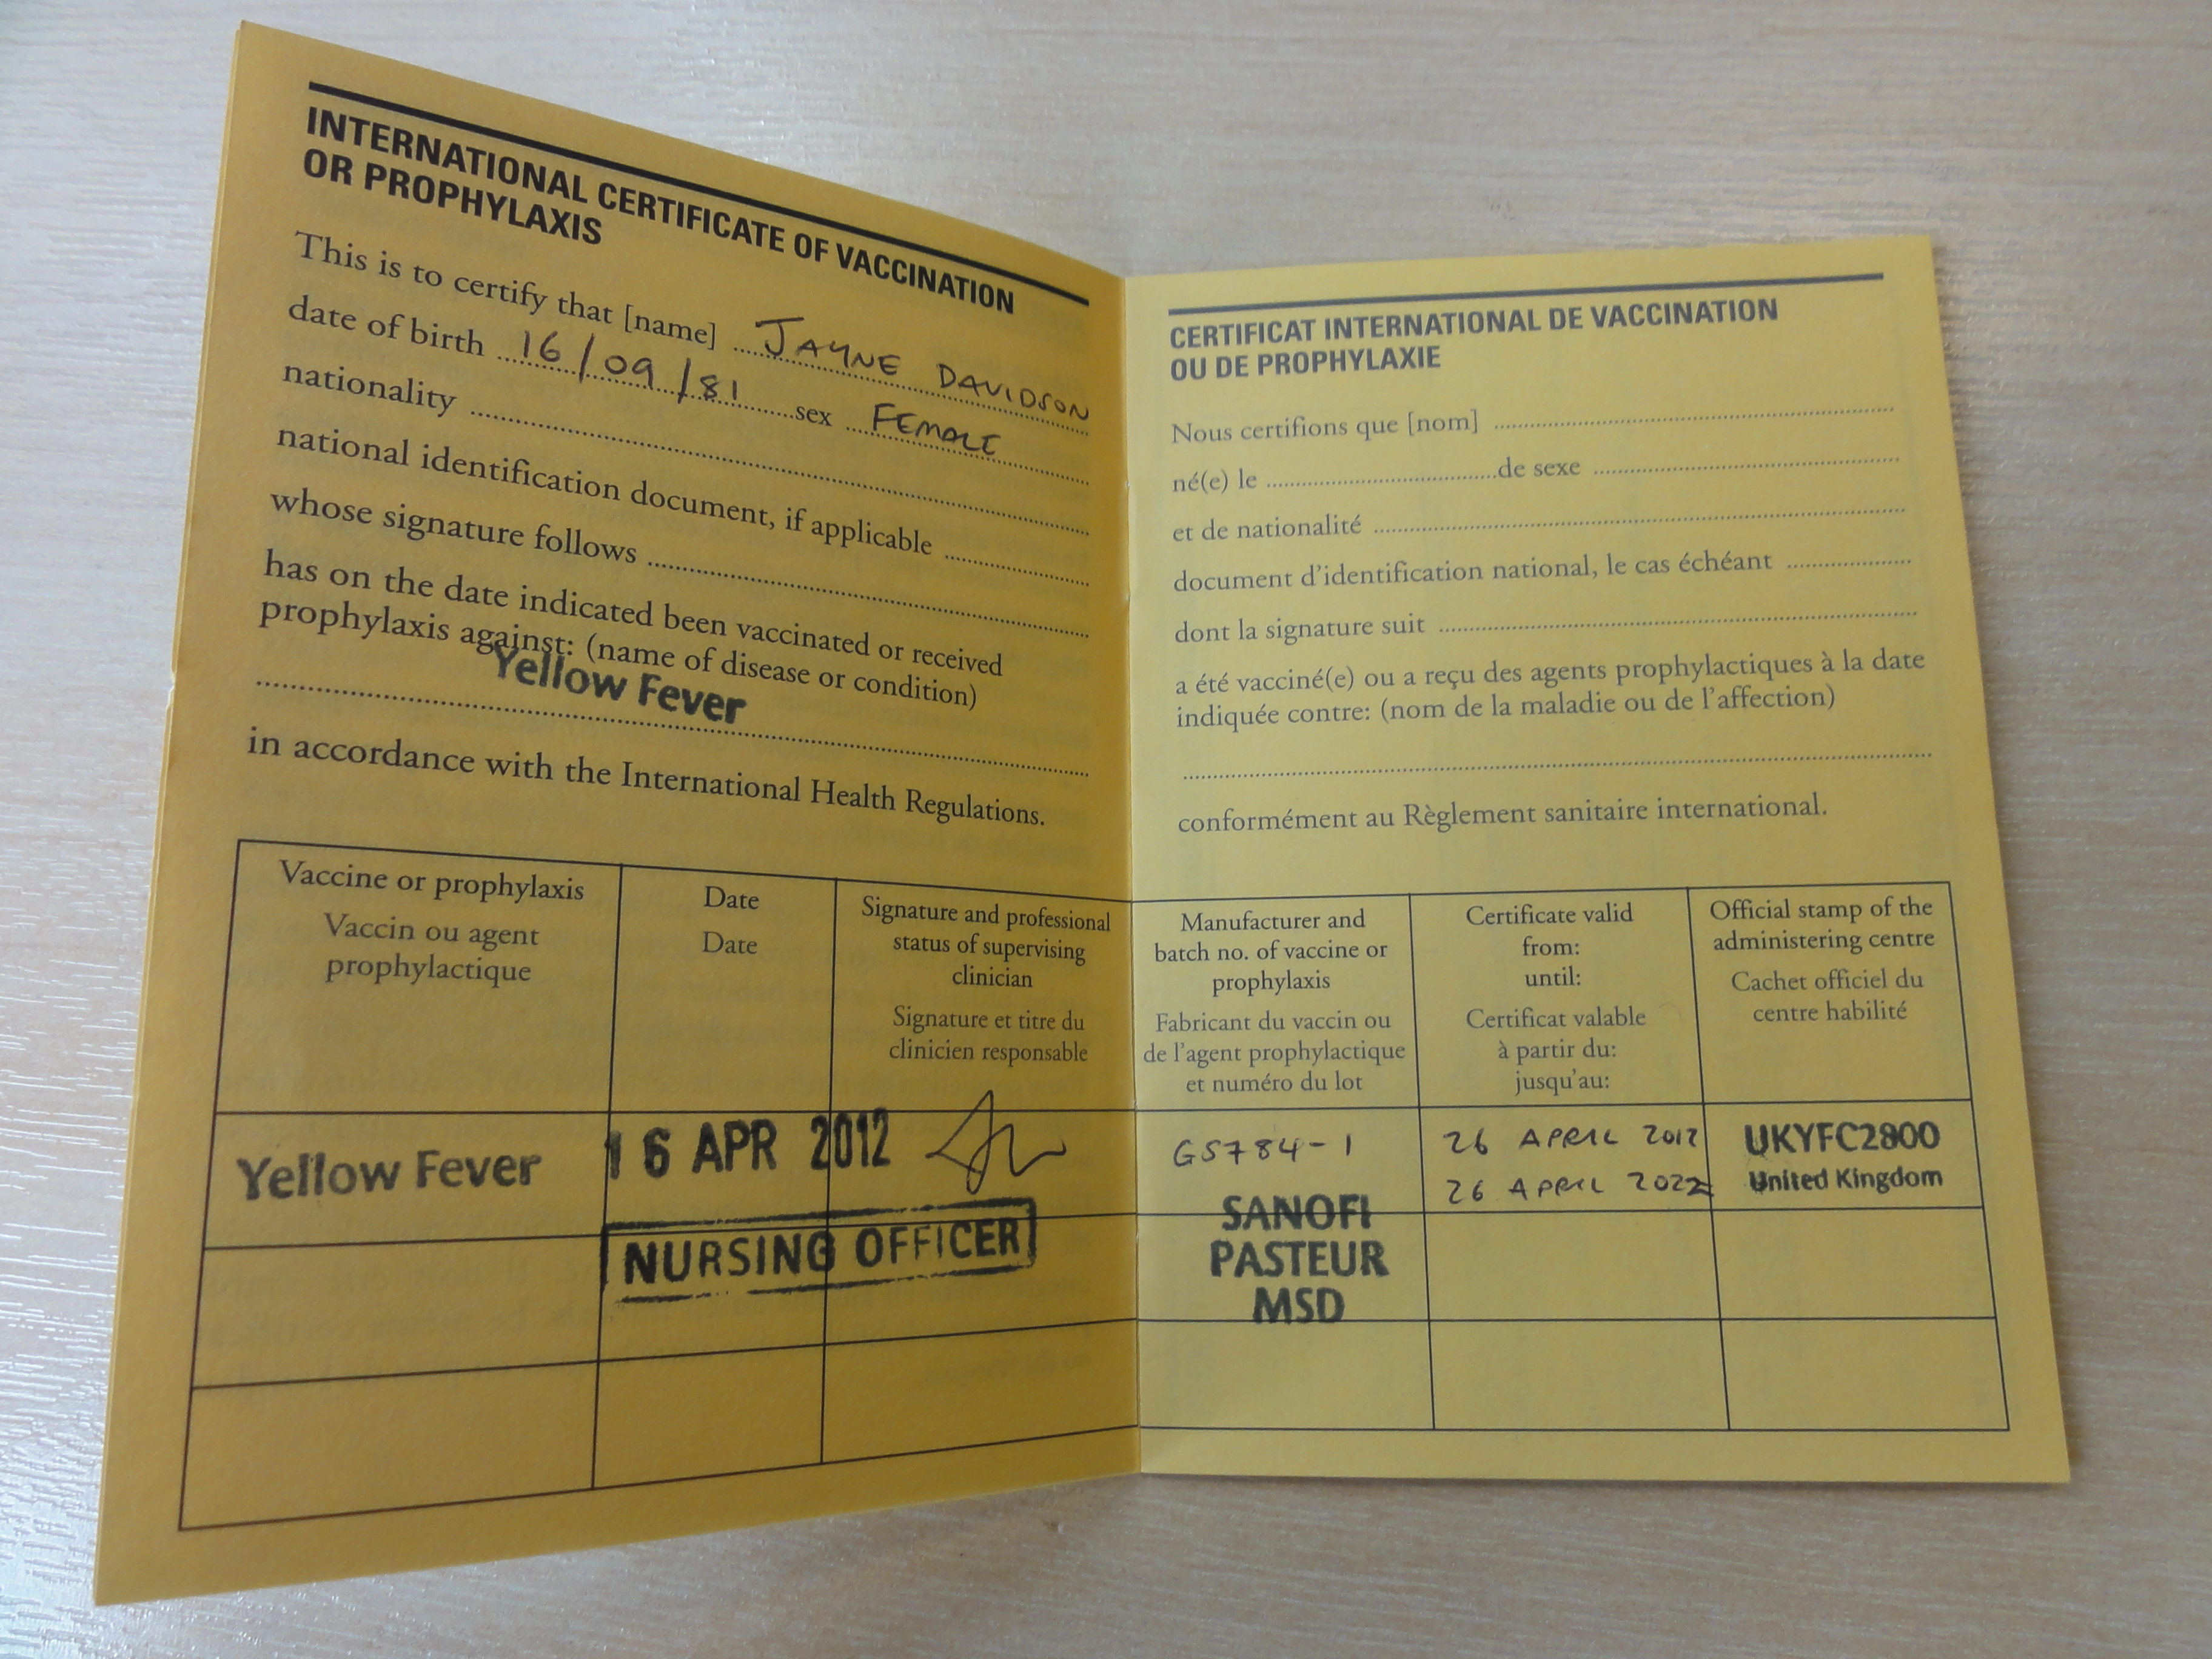 INTERNATIONAL CERTIFICATE OF VACCINATION
OR PROPHYLAXIS
This is to certify that [name] JAYNE DAVIDSON
date of birth 16/09/81 sex FEMALE
nationality
national identification document, if applicable
whose signature follows
has on the date indicated been vaccinated or received
prophylaxis against: (name of disease or condition)
Yellow Fever
in accordance with the International Health Regulations.
Vaccine or prophylaxis
Vaccin ou agent
prophylactique
Date
Date
Signature and professional
status of supervising
clinician
Signature et titre du
clinicien responsable
Yellow Fever
16 APR 2012
NURSING OFFICER
CERTIFICAT INTERNATIONAL DE VACCINATION
OU DE PROPHYLAXIE
Nous certifions que [nom]
né(e) le de sexe
et de nationalité
document d'identification national, le cas échéant
dont la signature suit
a été vacciné(e) ou a reçu des agents prophylactiques à la date
indiquée contre: (nom de la maladie ou de l'affection)
conformément au Règlement sanitaire international.
Manufacturer and
batch no. of vaccine or
prophylaxis
Fabricant du vaccin ou
de l'agent prophylactique
et numéro du lot
Certificate valid
from:
until:
Certificat valable
à partir du:
jusqu'au:
Official stamp of the
administering centre
Cachet officiel du
centre habilité
G5784-1
SANOFI
PASTEUR
MSD
26 APRIL 2012
26 APRIL 2022
UKYFC2800
United Kingdom